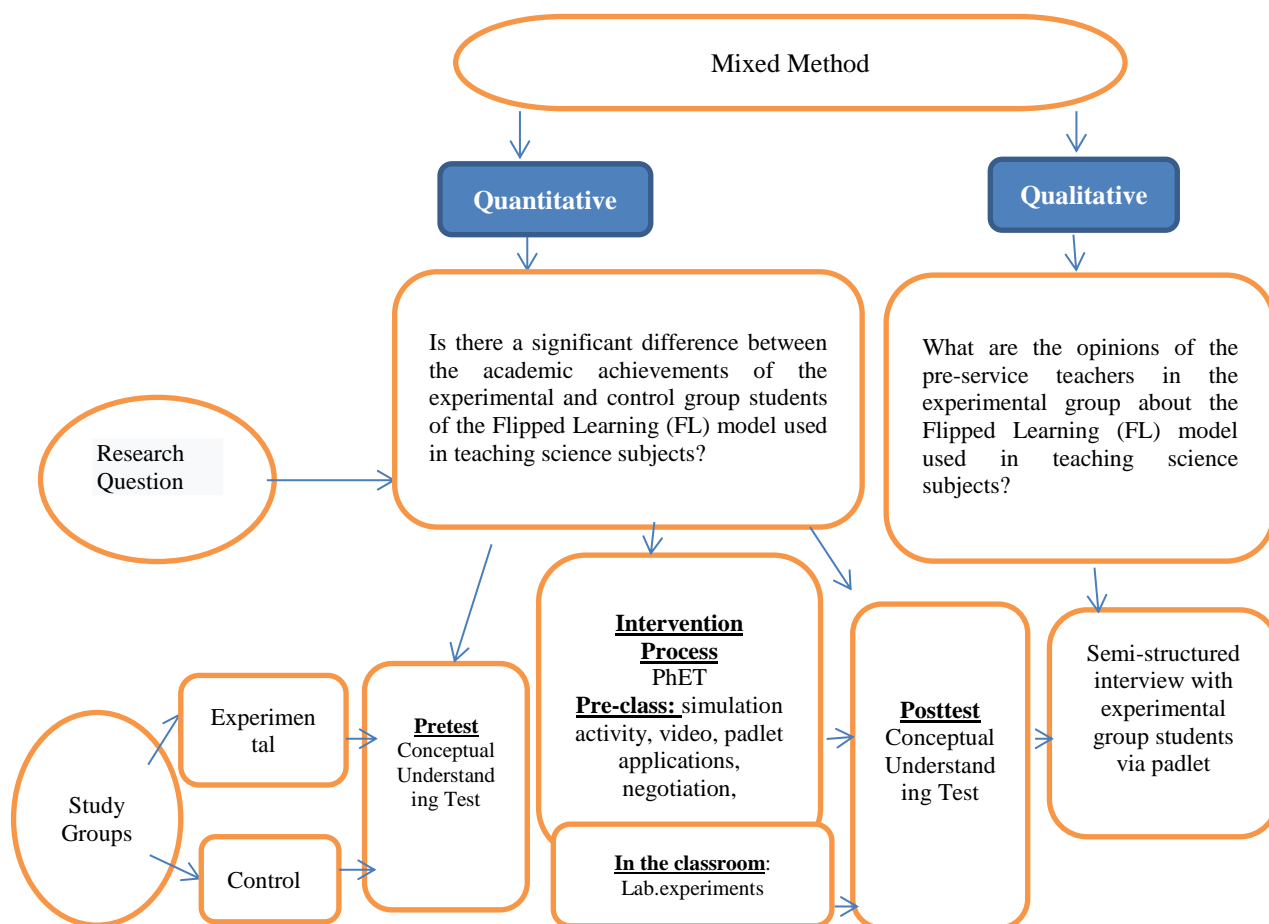 Mixed Method
Quantitative
Qualitative
Is there a significant difference between
the academic achievements of the
experimental and control group students
of the Flipped Learning (FL) model used
in teaching science subjects?
What are the opinions of the
pre-service teachers in the
experimental group about the
Flipped Learning (FL) model
used in teaching science
subjects?
Research
Question
Study
Groups
Experimen
tal
Control
Pretest
Conceptual
Understand
ing Test
Intervention
Process
PhET
Pre-class: simulation
activity, video, padlet
applications,
negotiation,
In the classroom:
Lab.experiments
Posttest
Conceptual
Understand
ing Test
Semi-structured
interview with
experimental
group students
via padlet